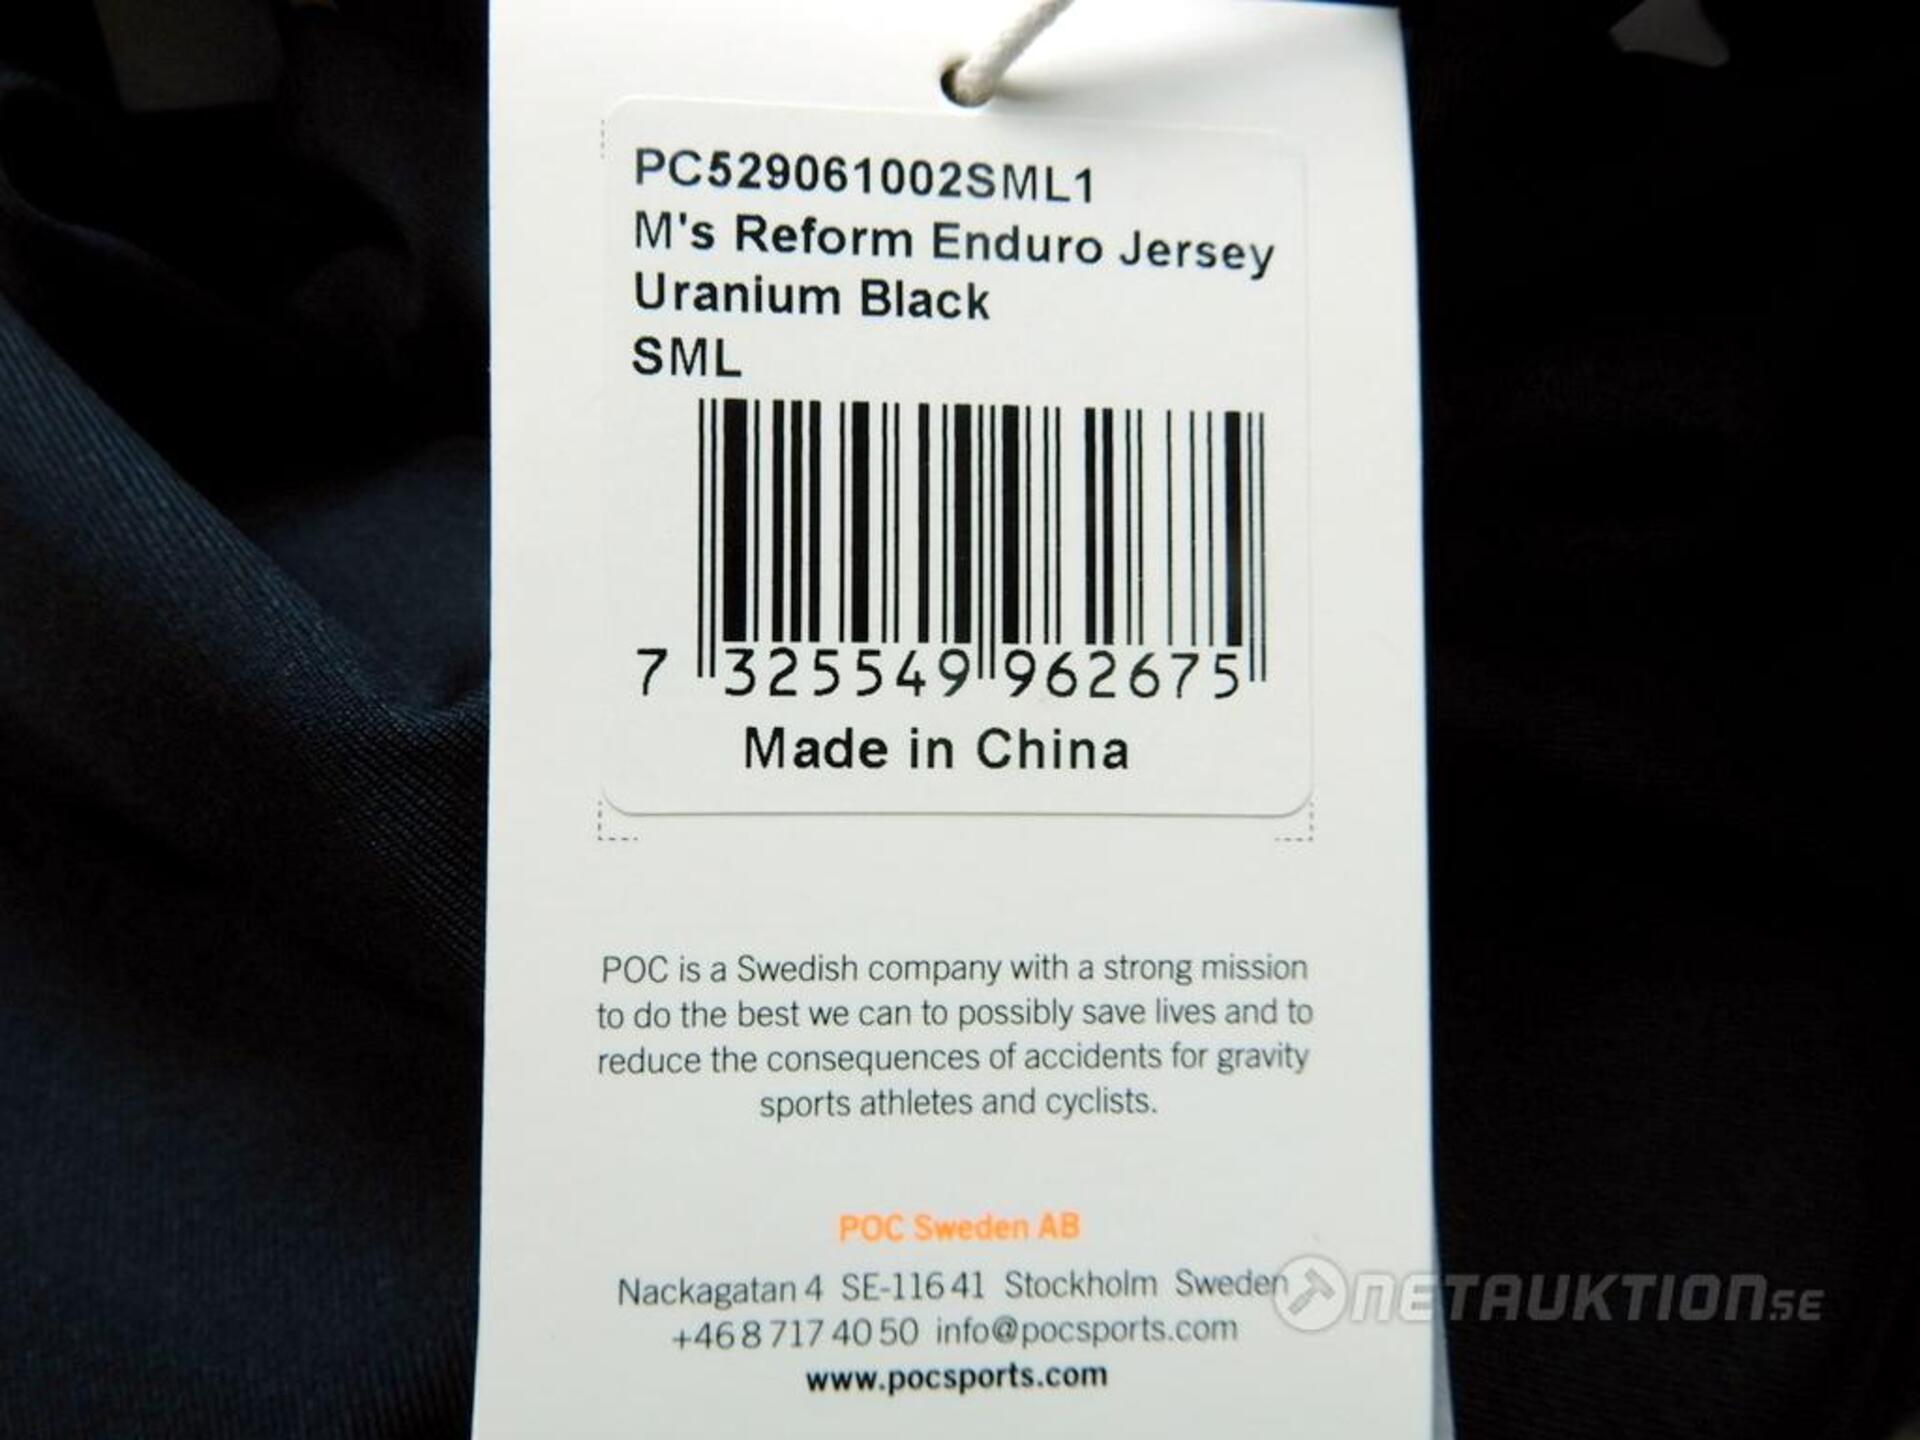 PC529061002SML1
M's Reform Enduro Jersey
Uranium Black
SML
7 325549 962675
Made in China
POC is a Swedish company with a strong mission
to do the best we can to possibly save lives and to
reduce the consequences of accidents for gravity
sports athletes and cyclists.
POC Sweden AB
Nackagatan 4 SE-116 41 Stockholm Sweden
+46 8 717 40 50 info@pocsports.com
www.pocsports.com
NETAUKTION.SE